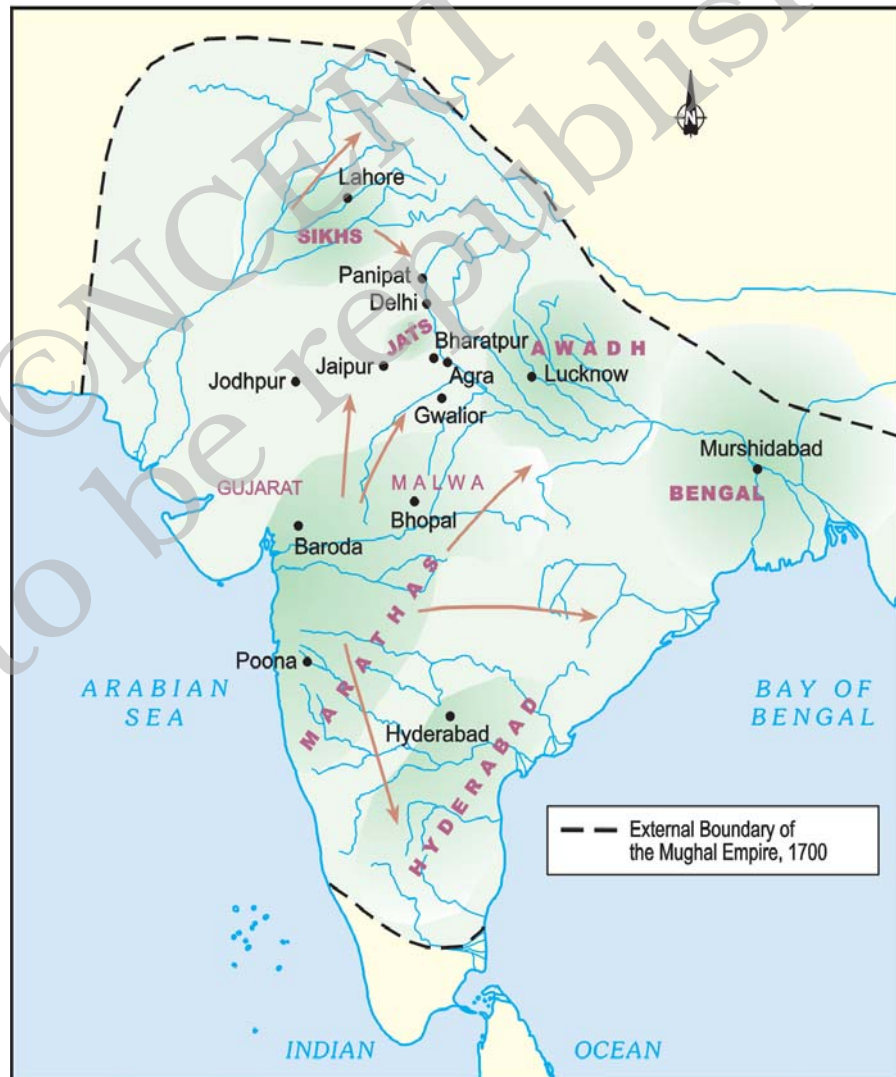 ©NCERT
to be republish
N
Lahore
SIKHS
Panipat
Delhi
JATS
Bharatpur
AWADH
Jaipur
Agra
Lucknow
Jodhpur
Gwalior
Murshidabad
GUJARAT
MALWA
BENGAL
Bhopal
Baroda
MARATHAS
Poona
ARABIAN
SEA
BAY OF
BENGAL
Hyderabad
HYDERABAD
External Boundary of
the Mughal Empire, 1700
INDIAN
OCEAN